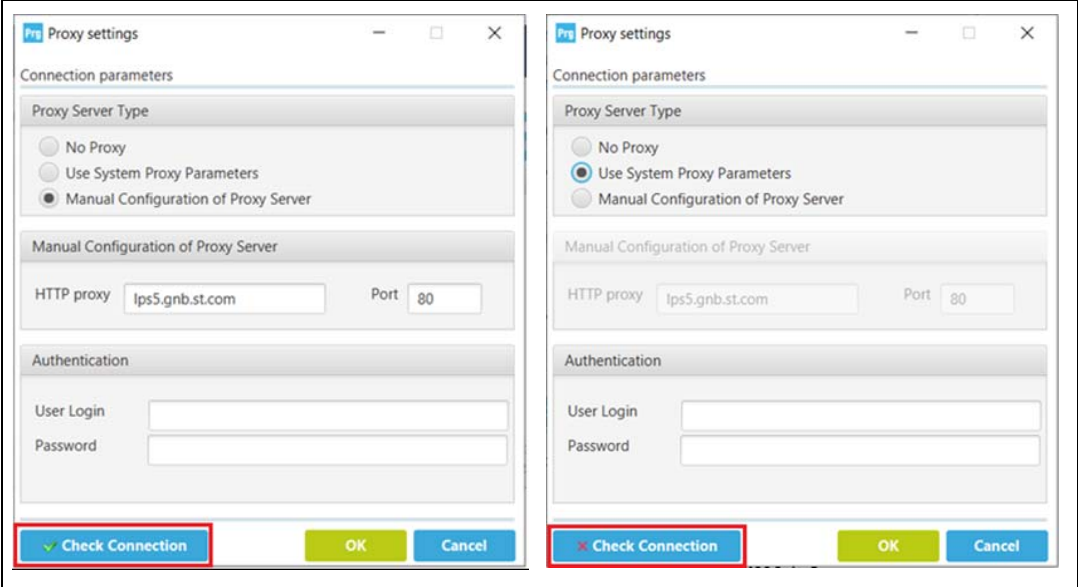 Prg Proxy settings
Connection parameters
Proxy Server Type
No Proxy
Use System Proxy Parameters
Manual Configuration of Proxy Server
Manual Configuration of Proxy Server
HTTP proxy lps5.gnb.st.com Port 80
Authentication
User Login
Password
Check Connection OK Cancel
Prg Proxy settings
Connection parameters
Proxy Server Type
No Proxy
Use System Proxy Parameters
Manual Configuration of Proxy Server
Manual Configuration of Proxy Server
HTTP proxy lps5.gnb.st.com Port 80
Authentication
User Login
Password
Check Connection OK Cancel